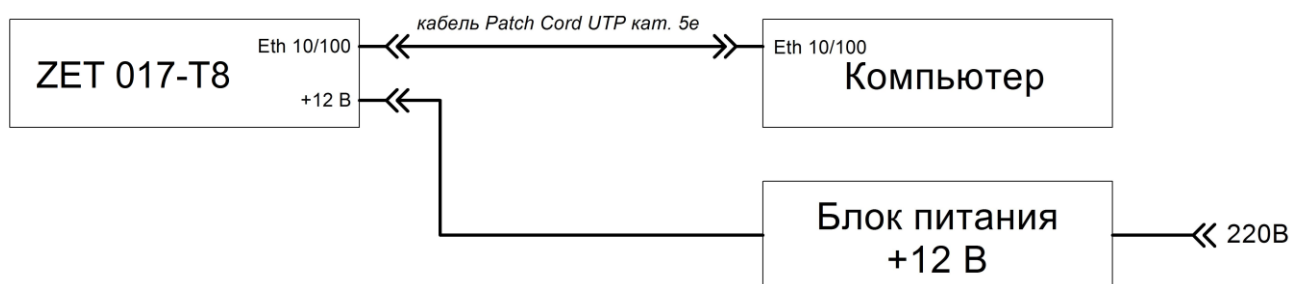 кабель Patch Cord UTP кат. 5е
Eth 10/100
ZET 017-T8
+12 В
Eth 10/100
Компьютер
Блок питания
+12 В
220В